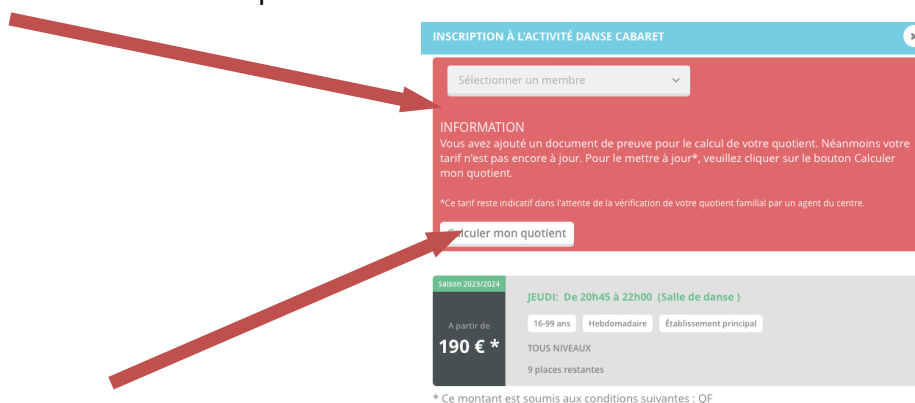 INSCRIPTION À L'ACTIVITÉ DANSE CABARET
Sélectionner un membre
INFORMATION
Vous avez ajouté un document de preuve pour le calcul de votre quotient. Néanmoins votre
tarif n'est pas encore à jour. Pour le mettre à jour*, veuillez cliquer sur le bouton Calculer
mon quotient.
*Ce tarif reste indicatif dans l'attente de la vérification de votre quotient familial par un agent du centre.
Calculer mon quotient
Saison 2023/2024
JEUDI: De 20h45 à 22h00 (Salle de danse )
16-99 ans Hebdomadaire Établissement principal
A partir de
190 € *
TOUS NIVEAUX
9 places restantes
* Ce montant est soumis aux conditions suivantes : QF